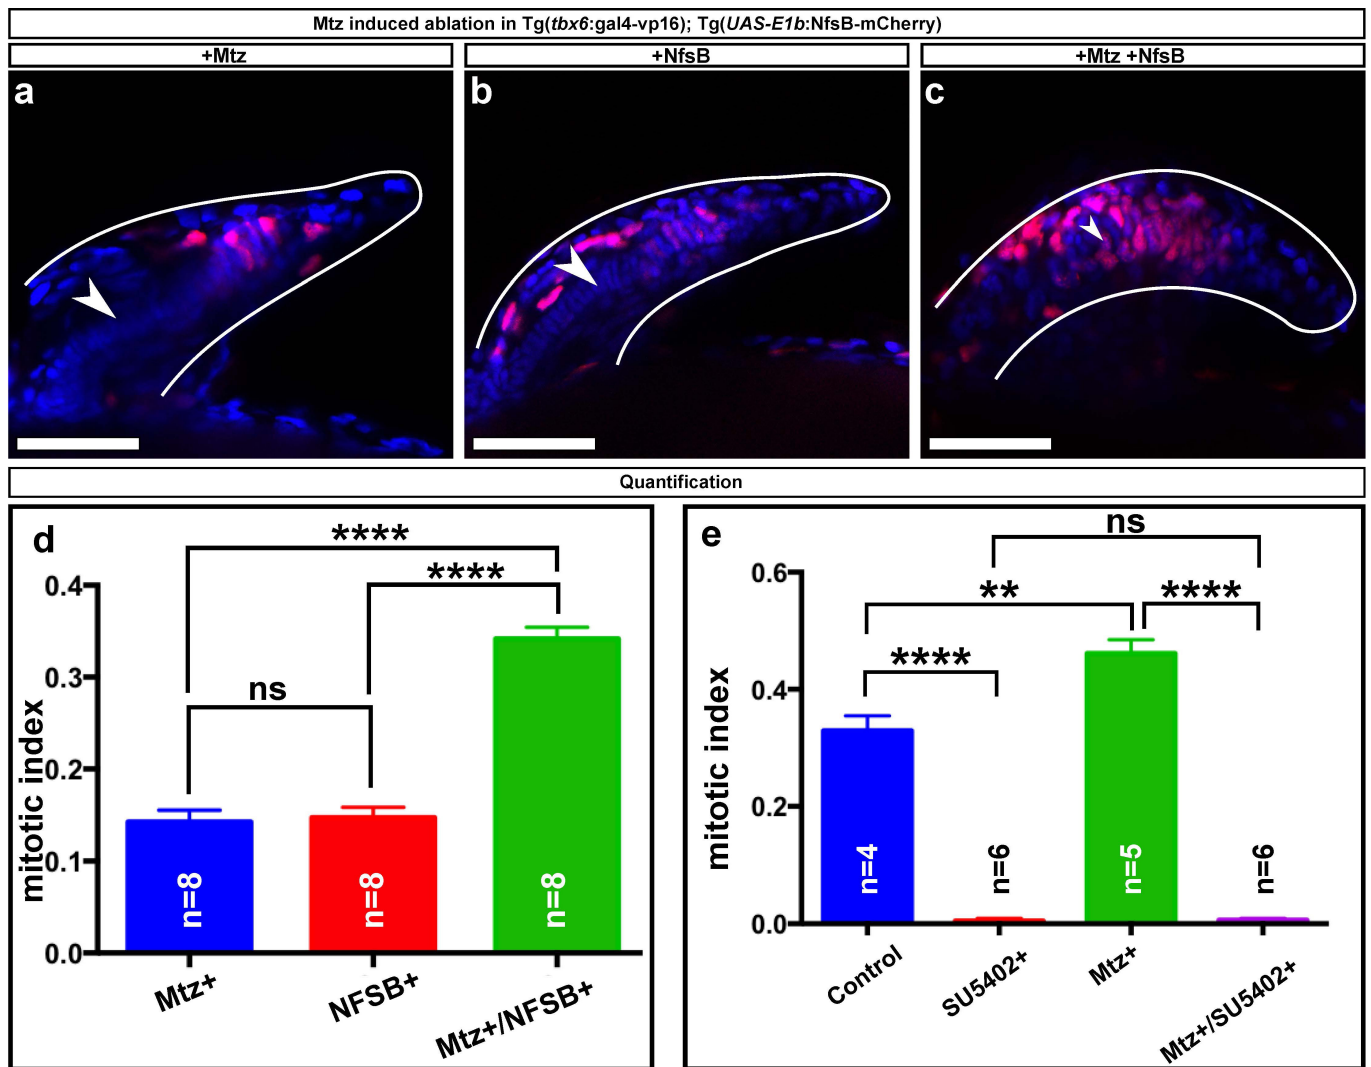 Mtz induced ablation in Tg(tbx6:gal4-vp16); Tg(UAS-E1b:NfsB-mCherry)
+Mtz
+NfsB
+Mtz +NfsB
a
b
c
Quantification
d
****
****
ns
mitotic index
0.4
0.3
0.2
0.1
0.0
n=8
n=8
n=8
Mtz+
NFSB+
Mtz+/NFSB+
e
ns
**
****
****
mitotic index
0.6
0.4
0.2
0.0
n=4
n=6
n=5
n=6
Control
SU5402+
Mtz+
Mtz+/SU5402+